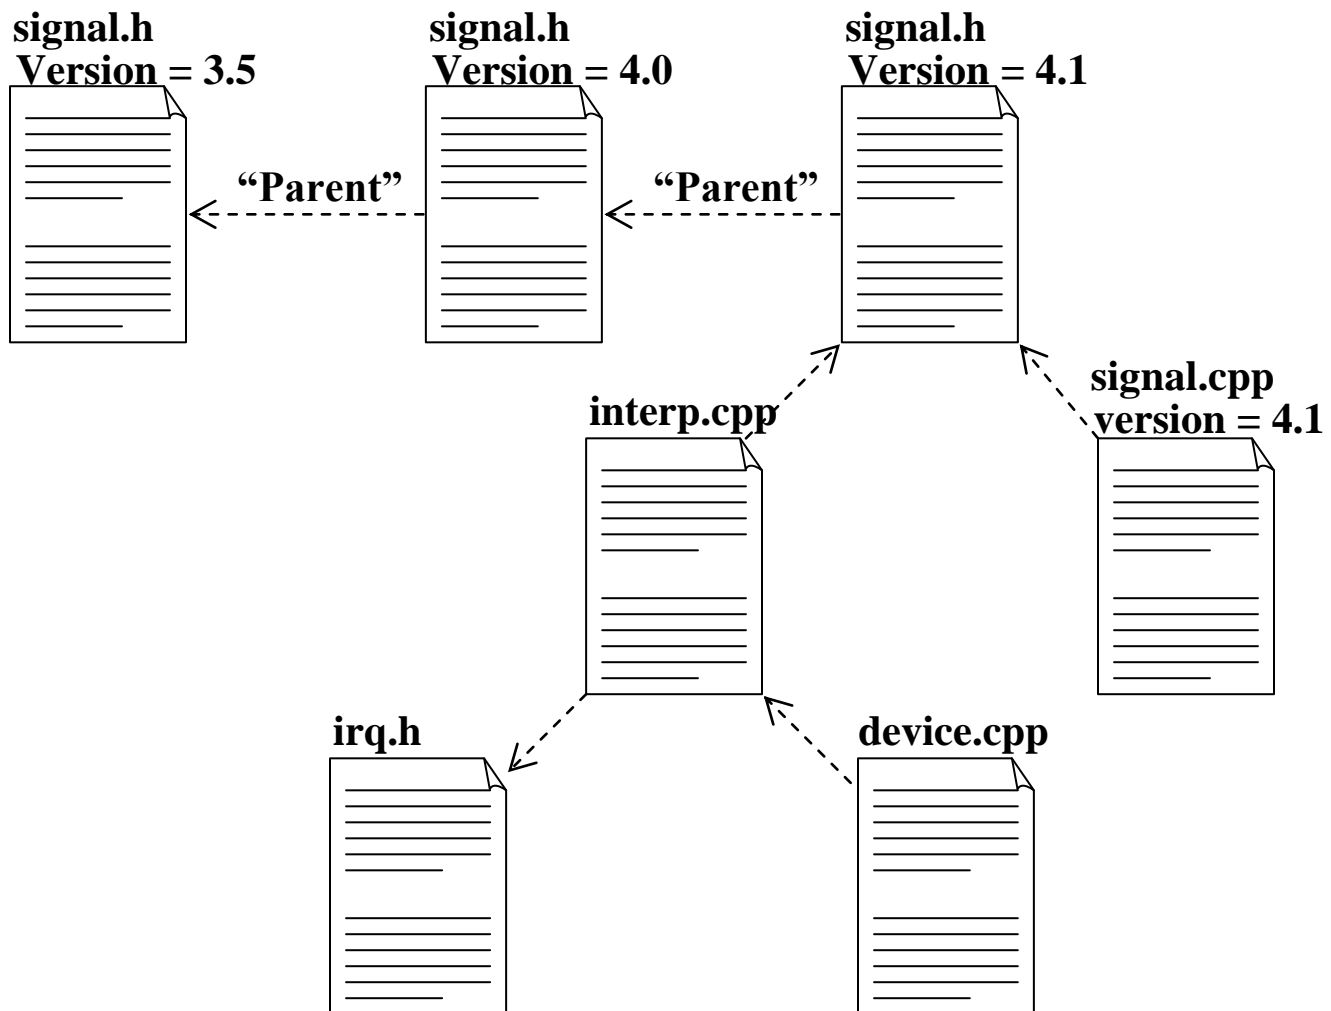 signal.h
Version = 3.5
signal.h
Version = 4.0
signal.h
Version = 4.1
“Parent”
“Parent”
signal.cpp
version = 4.1
interp.cpp
irq.h
device.cpp